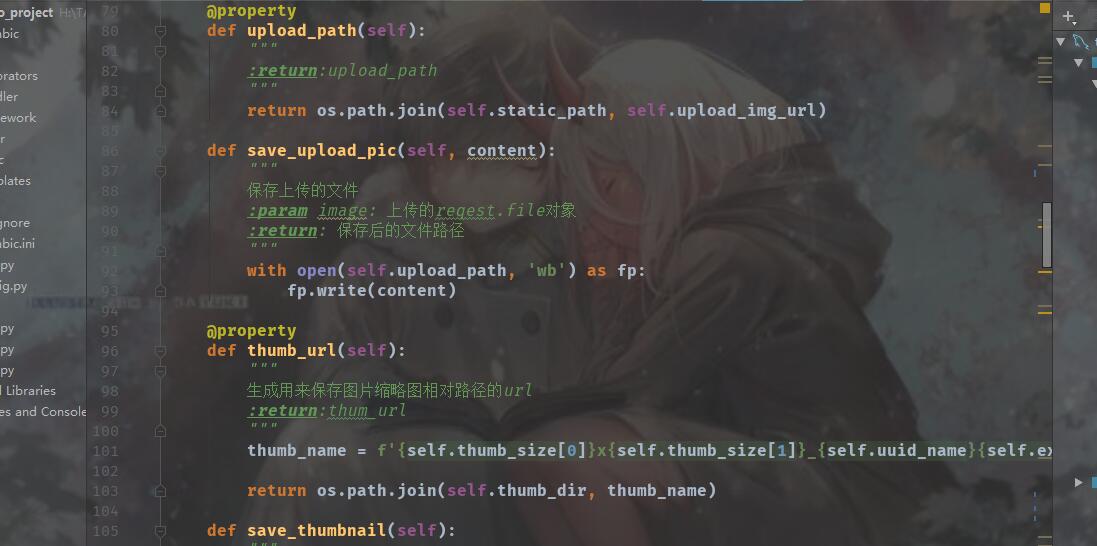 o_project H:\TA
bic
orators
dler
ework
r
c
plates
gnore
bic.ini
py
ig.py
py
py
py
l Libraries
es and Console
79 @property
80 def upload_path(self):
81 """
82 :return:upload_path
83 """
84 return os.path.join(self.static_path, self.upload_img_url)
85
86 def save_upload_pic(self, content):
87 """
88 保存上传的文件
89 :param image: 上传的reqest.file对象
90 :return: 保存后的文件路径
91 """
92 with open(self.upload_path, 'wb') as fp:
93 fp.write(content)
94
95 @property
96 def thumb_url(self):
97 """
98 生成用来保存图片缩略图相对路径的url
99 :return:thum_url
100 """
101 thumb_name = f'{self.thumb_size[0]}x{self.thumb_size[1]}_{self.uuid_name}{self.ex
102
103 return os.path.join(self.thumb_dir, thumb_name)
104
105 def save_thumbnail(self):
"""